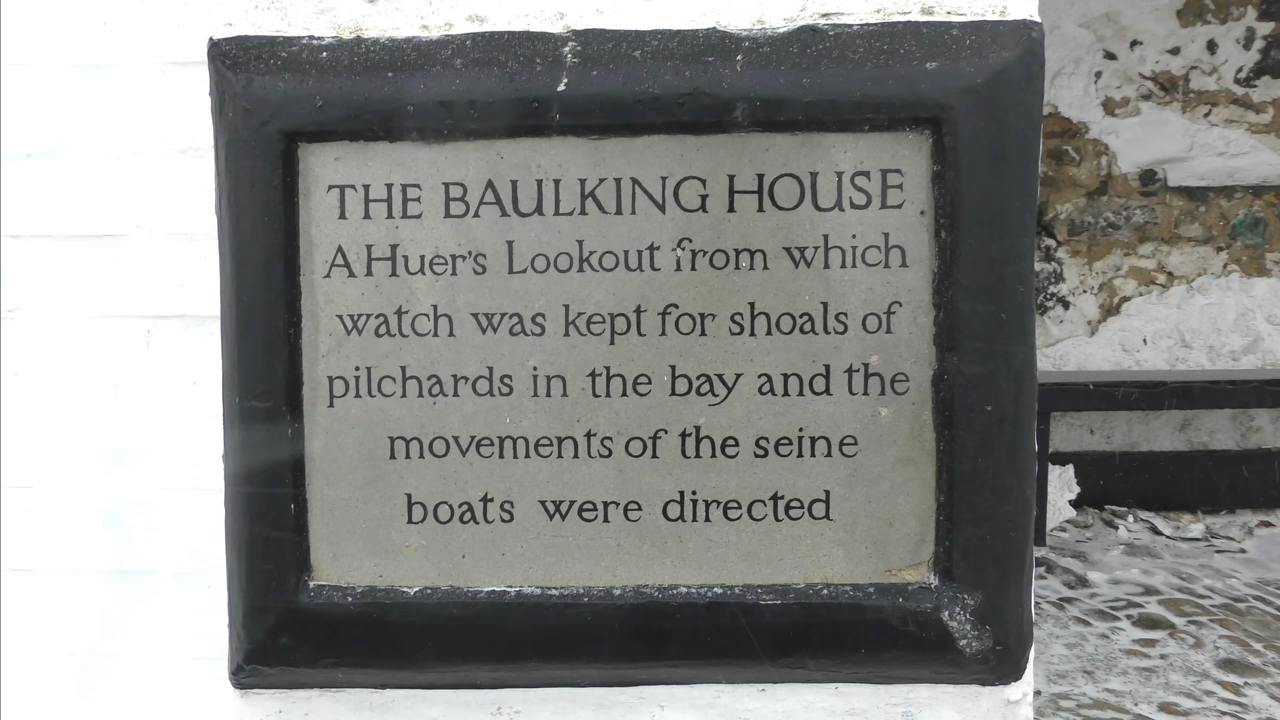 THE BAULKING HOUSE
A Huer's Lookout from which
watch was kept for shoals of
pilchards in the bay and the
movements of the seine
boats were directed